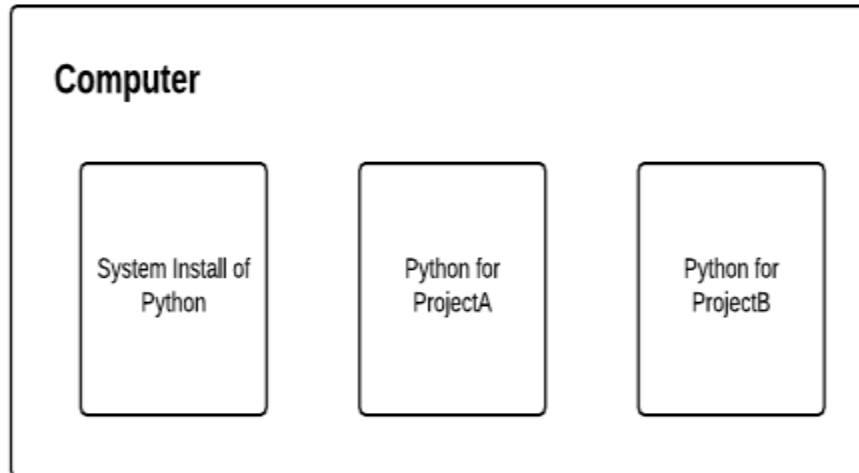 Computer
System Install of
Python
Python for
ProjectA
Python for
ProjectB